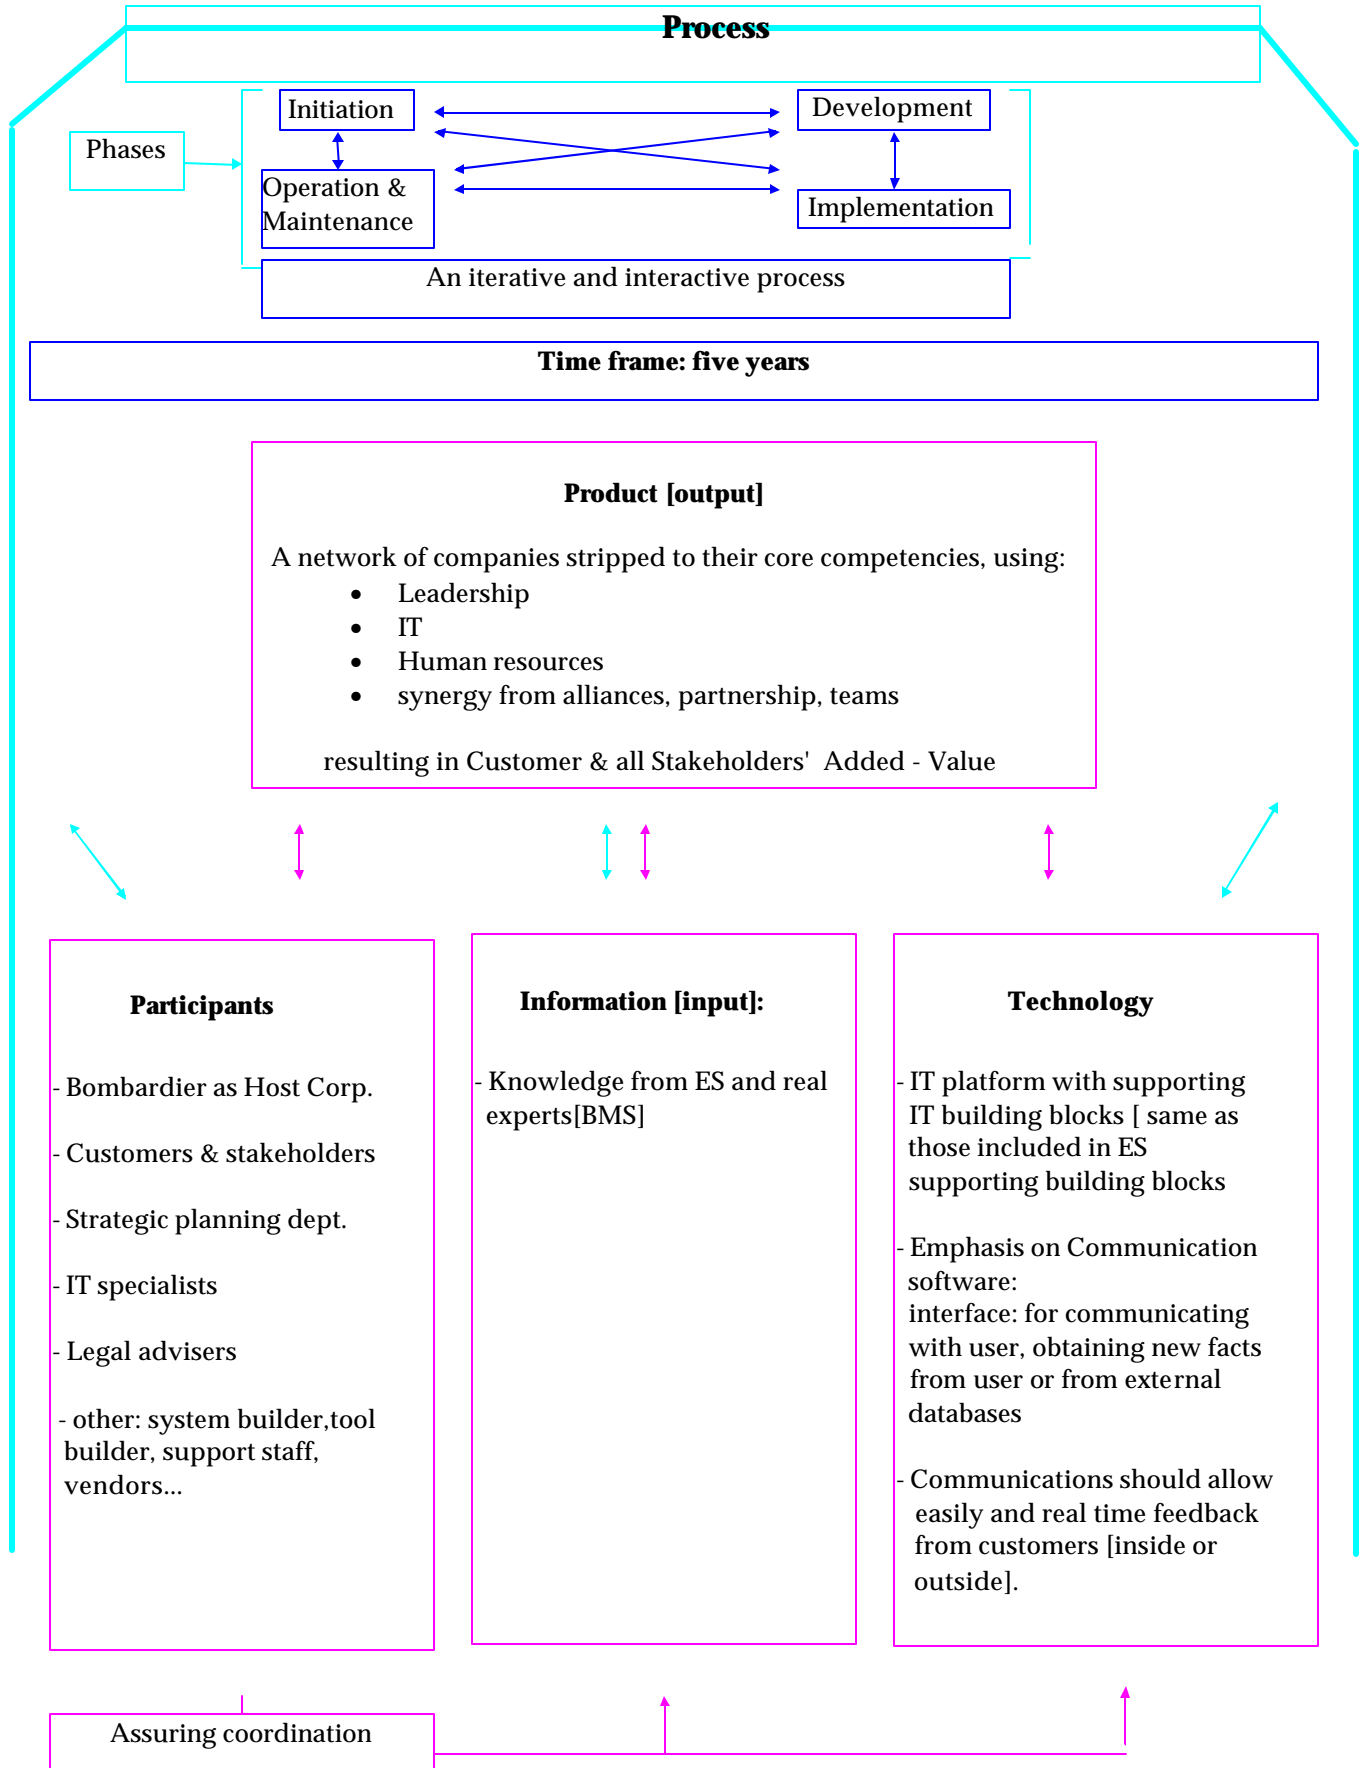 Process
Initiation
Development
Phases
Operation &
Maintenance
Implementation
An iterative and interactive process
Time frame: five years
Product [output]
A network of companies stripped to their core competencies, using:
• Leadership
• IT
• Human resources
• synergy from alliances, partnership, teams
resulting in Customer & all Stakeholders' Added - Value
Participants
- Bombardier as Host Corp.
- Customers & stakeholders
- Strategic planning dept.
- IT specialists
- Legal advisers
- other: system builder,tool
builder, support staff,
vendors...
Information [input]:
- Knowledge from ES and real
experts[BMS]
Technology
- IT platform with supporting
IT building blocks [ same as
those included in ES
supporting building blocks
- Emphasis on Communication
software:
interface: for communicating
with user, obtaining new facts
from user or from external
databases
- Communications should allow
easily and real time feedback
from customers [inside or
outside].
Assuring coordination